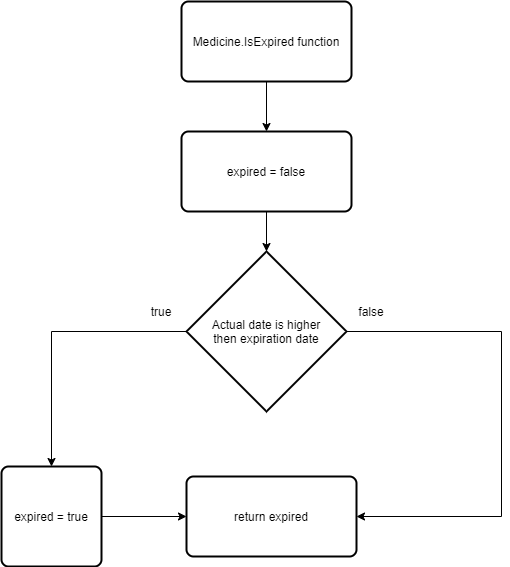 Medicine.IsExpired function
expired = false
true
false
Actual date is higher
then expiration date
expired = true
return expired